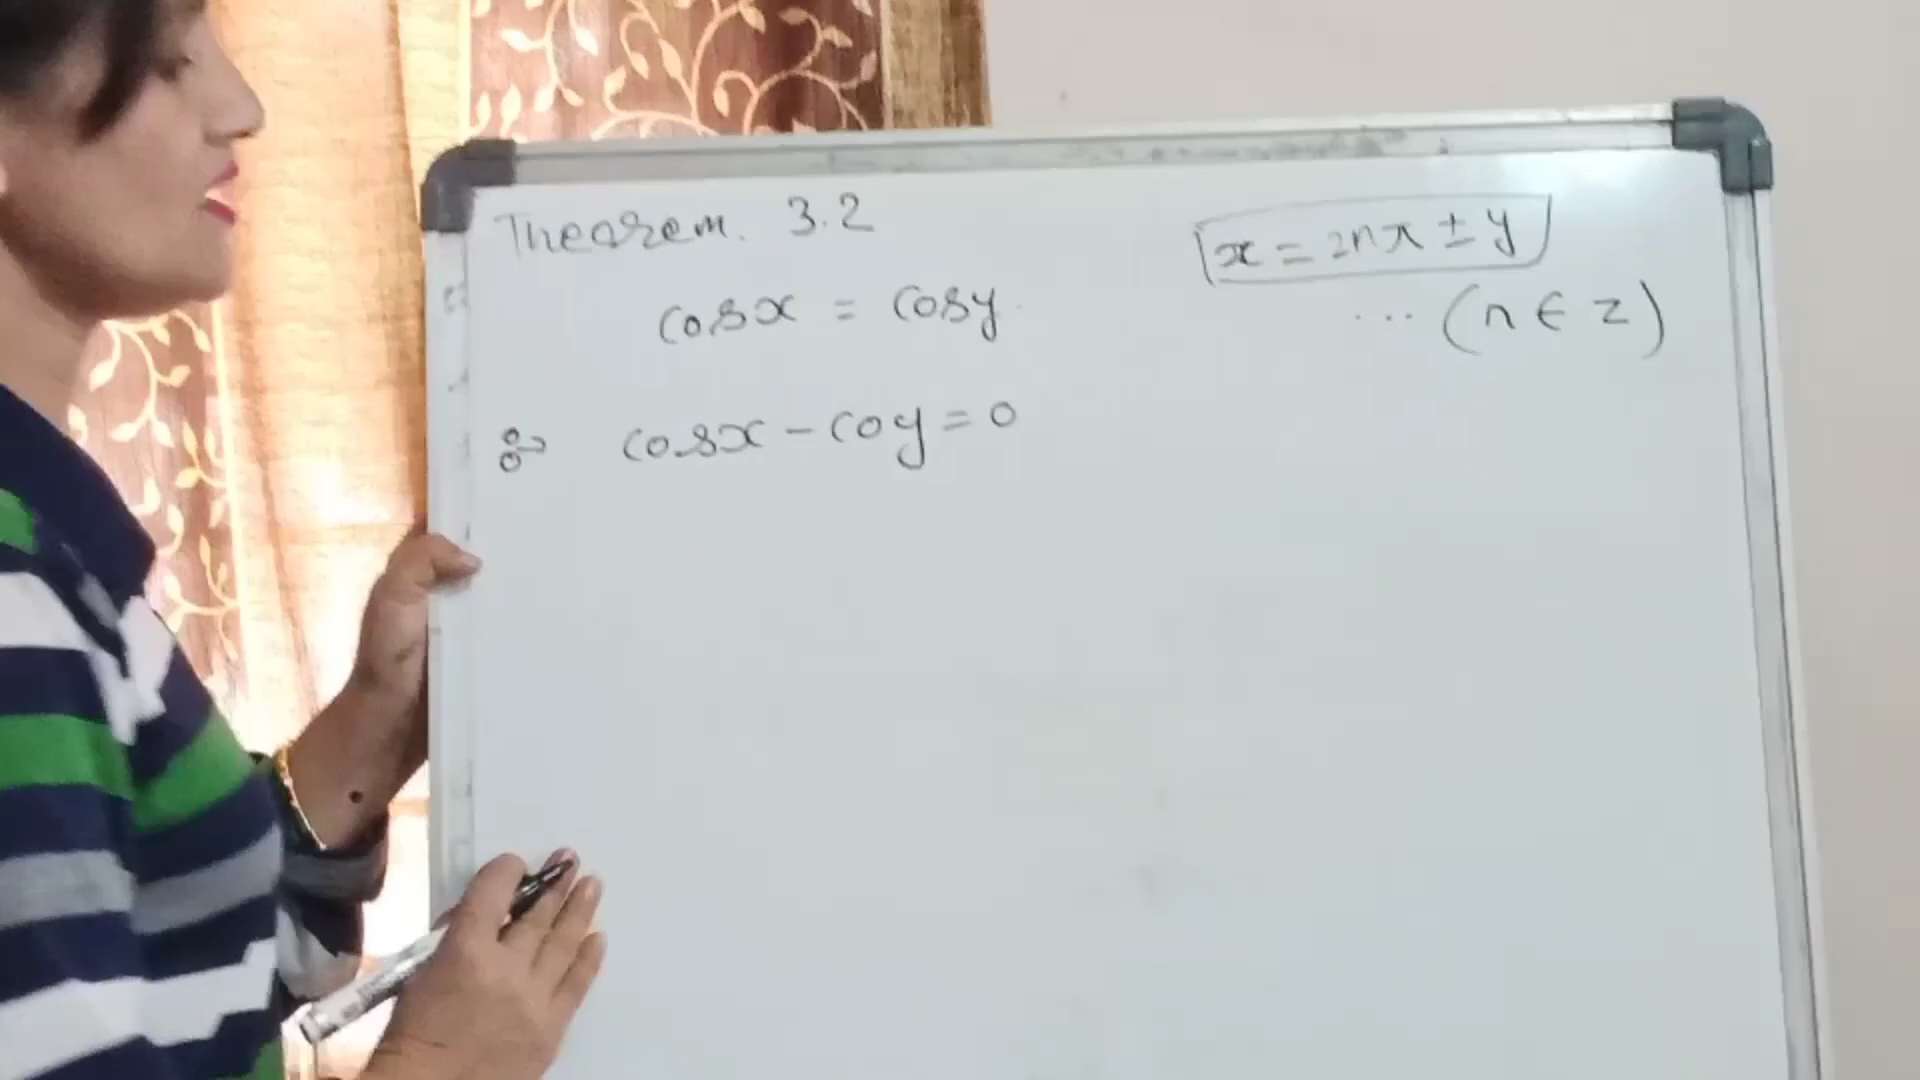 Theorem. 3.2
x = 2nπ ± y
cosx = cosy
... (n ∈ z)
cosx - coy = 0